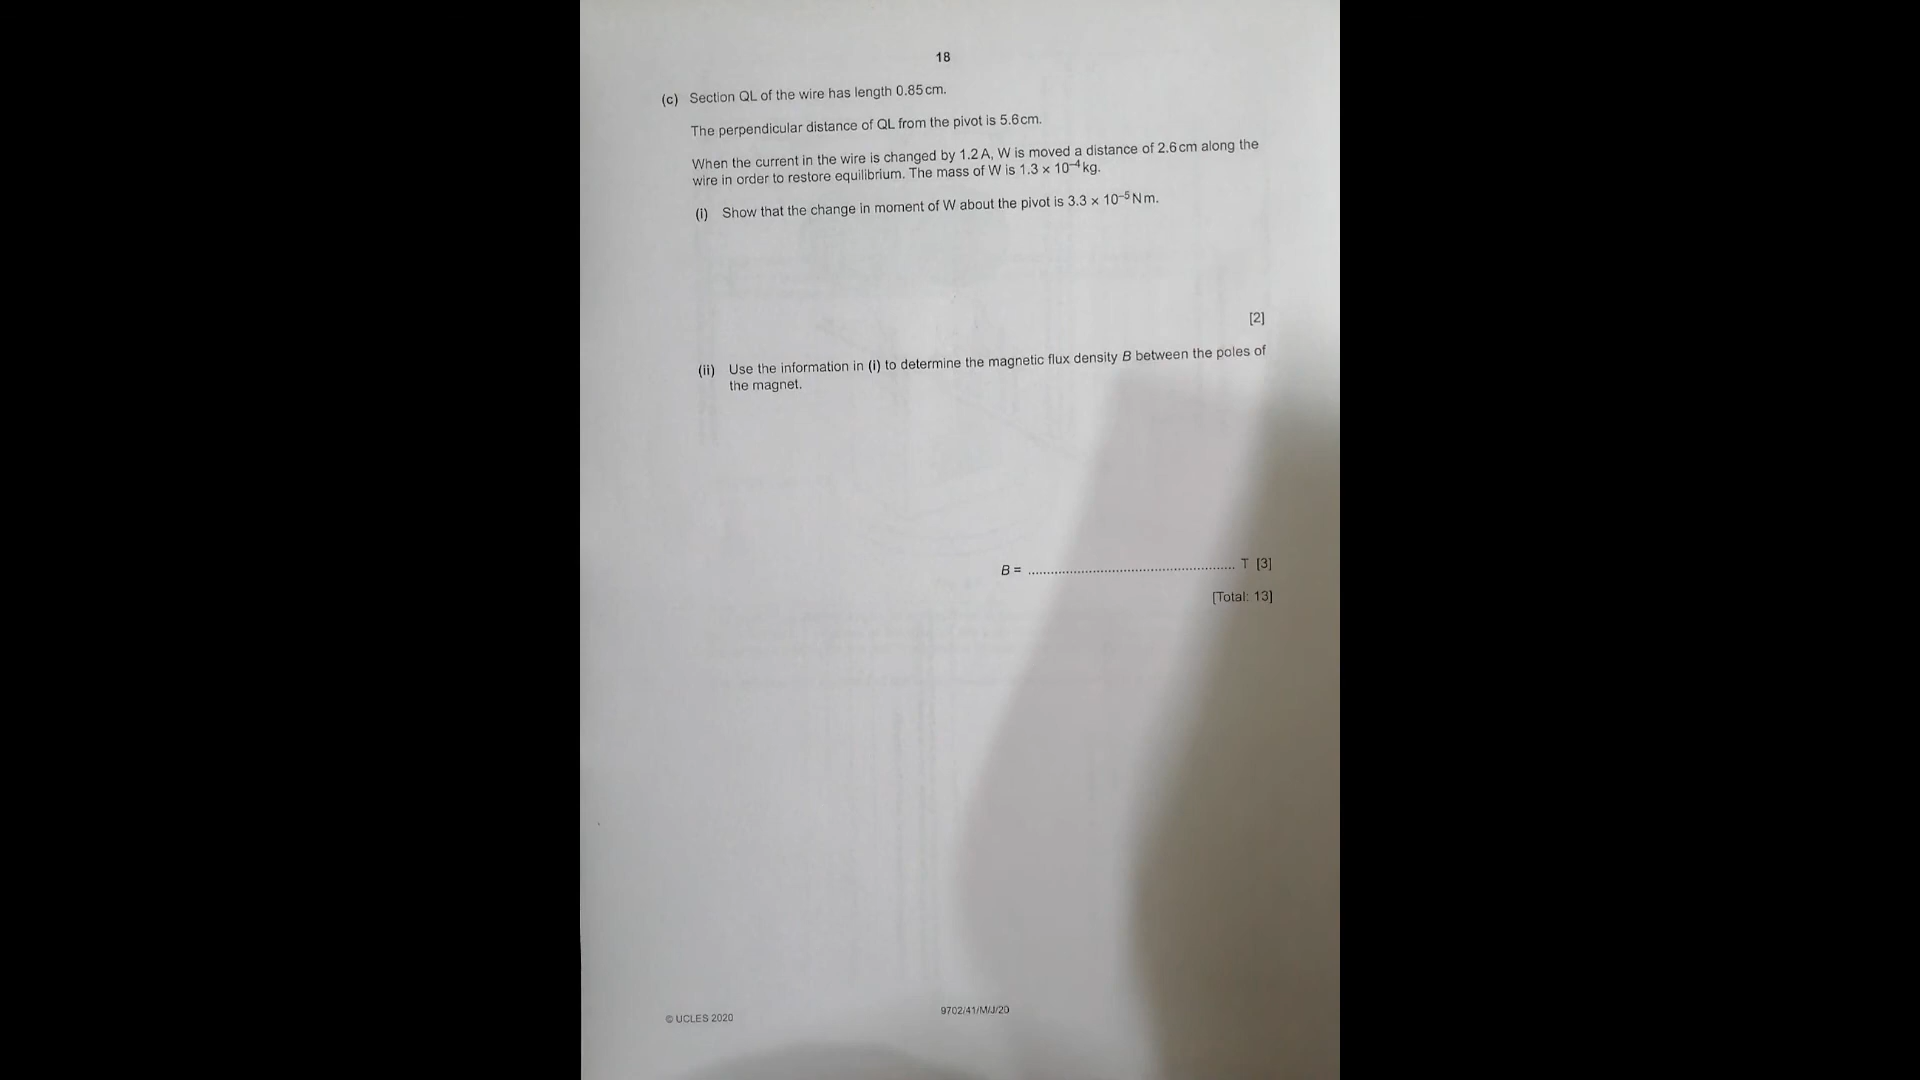 18
(c) Section QL of the wire has length 0.85 cm.
The perpendicular distance of QL from the pivot is 5.6 cm.
When the current in the wire is changed by 1.2 A, W is moved a distance of 2.6 cm along the
wire in order to restore equilibrium. The mass of W is 1.3 × 10⁻⁴ kg.
(i) Show that the change in moment of W about the pivot is 3.3 × 10⁻⁵ N m.
[2]
(ii) Use the information in (i) to determine the magnetic flux density B between the poles of
the magnet.
B = ...................................................... T [3]
[Total: 13]
© UCLES 2020
9702/41/M/J/20